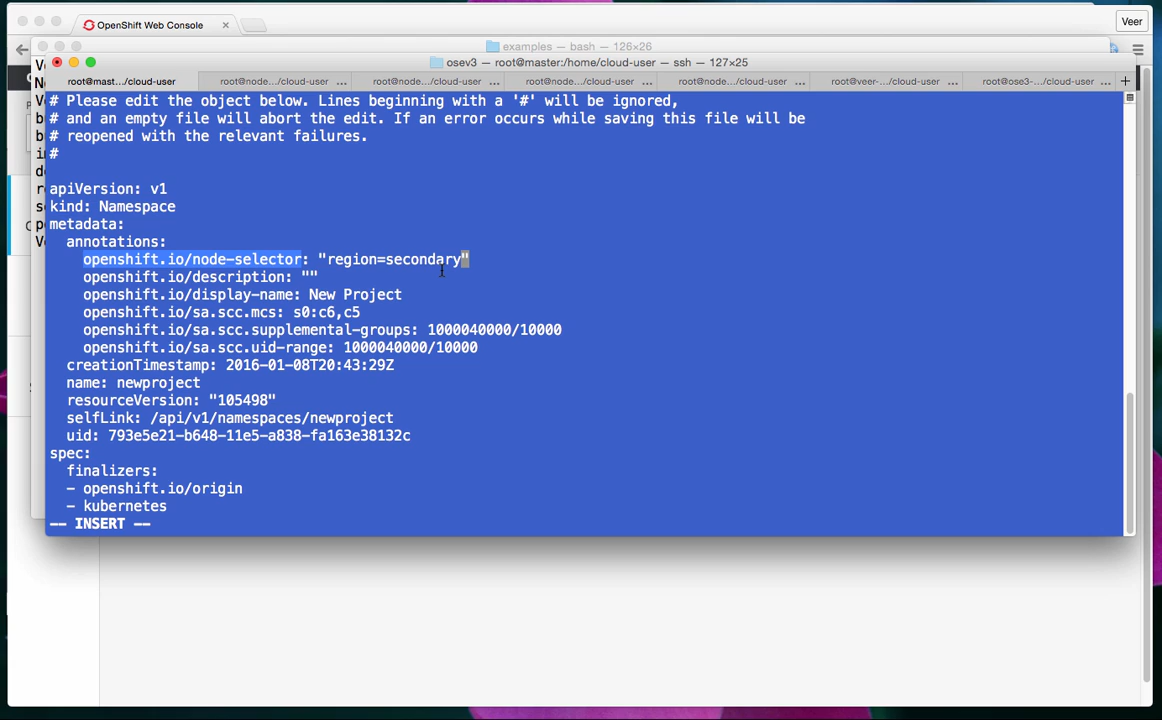 OpenShift Web Console
Veer
examples — bash — 126×26
osev3 — root@master:/home/cloud-user — ssh — 127×25
root@mast…/cloud-user
root@node…/cloud-user …
root@node…/cloud-user …
root@node…/cloud-user …
root@node…/cloud-user …
root@veer-…/cloud-user …
root@ose3-…/cloud-user …
# Please edit the object below. Lines beginning with a '#' will be ignored,
# and an empty file will abort the edit. If an error occurs while saving this file will be
# reopened with the relevant failures.
#
apiVersion: v1
kind: Namespace
metadata:
annotations:
openshift.io/node-selector: "region=secondary"
openshift.io/description: ""
openshift.io/display-name: New Project
openshift.io/sa.scc.mcs: s0:c6,c5
openshift.io/sa.scc.supplemental-groups: 1000040000/10000
openshift.io/sa.scc.uid-range: 1000040000/10000
creationTimestamp: 2016-01-08T20:43:29Z
name: newproject
resourceVersion: "105498"
selfLink: /api/v1/namespaces/newproject
uid: 793e5e21-b648-11e5-a838-fa163e38132c
spec:
finalizers:
- openshift.io/origin
- kubernetes
-- INSERT --